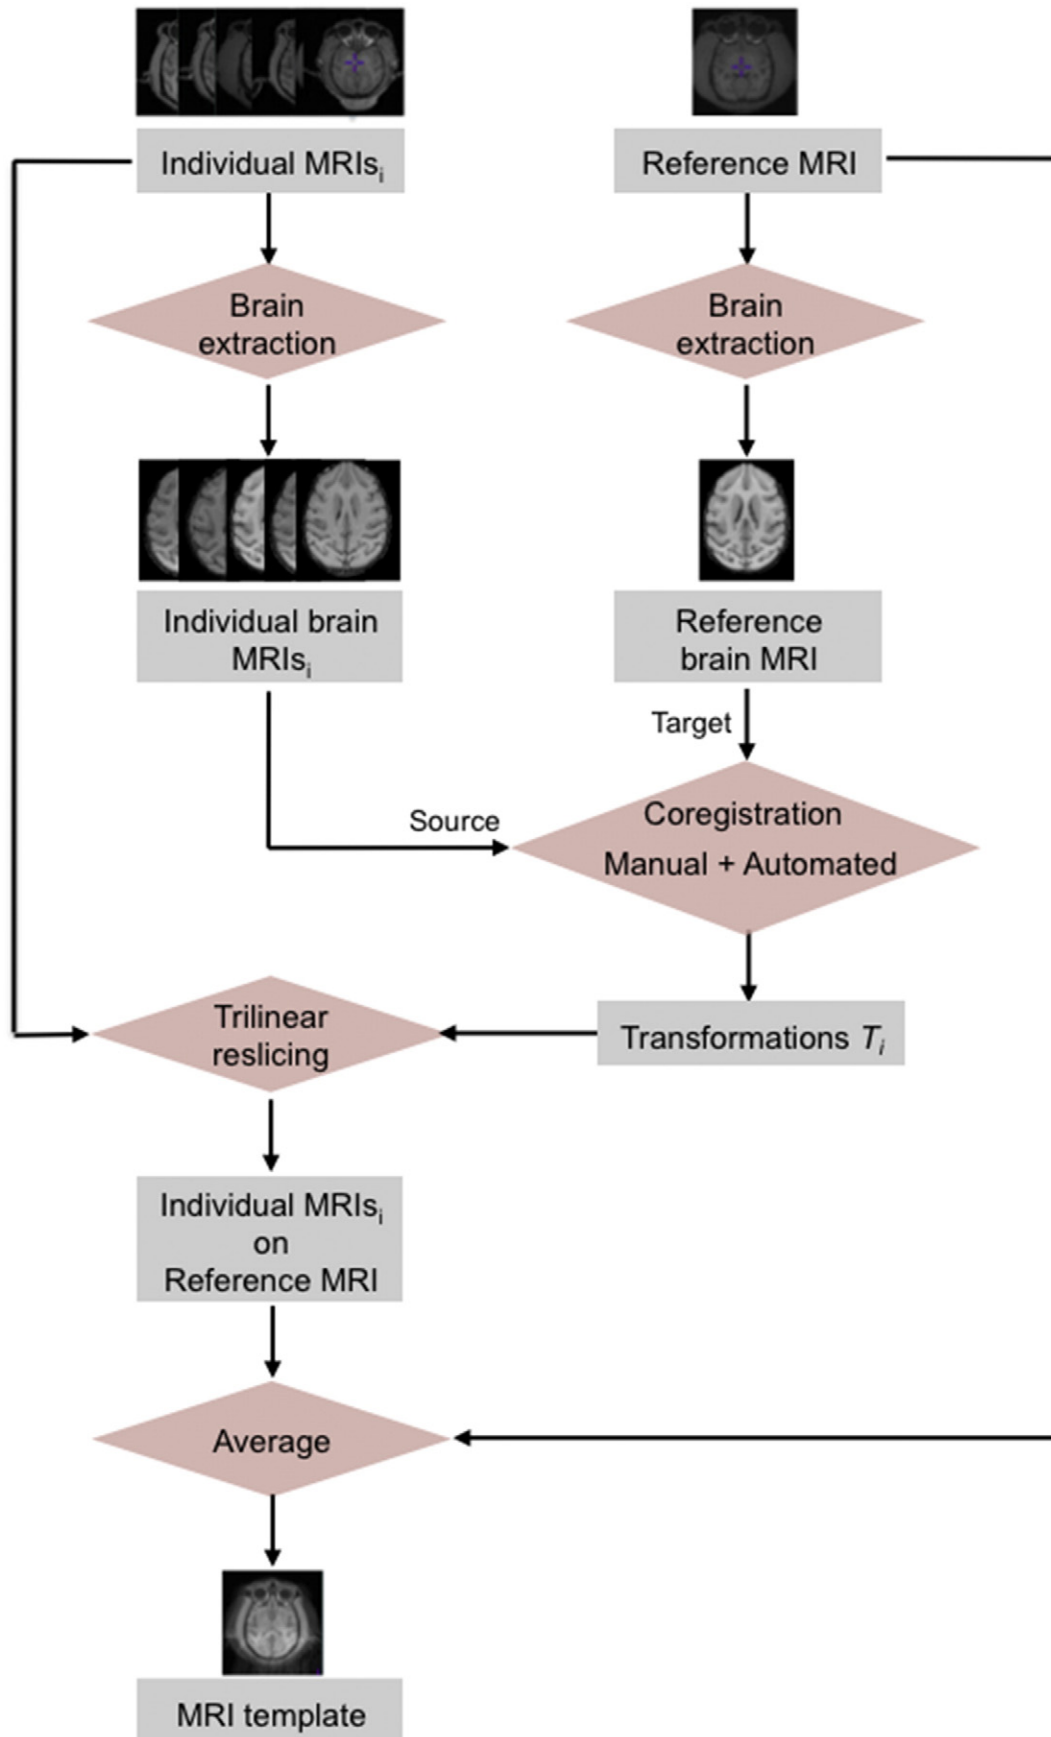 Individual MRIsᵢ
Reference MRI
Brain
extraction
Brain
extraction
Individual brain
MRIsᵢ
Reference
brain MRI
Target
Source
Coregistration
Manual + Automated
Trilinear
reslicing
Transformations Tᵢ
Individual MRIsᵢ
on
Reference MRI
Average
MRI template